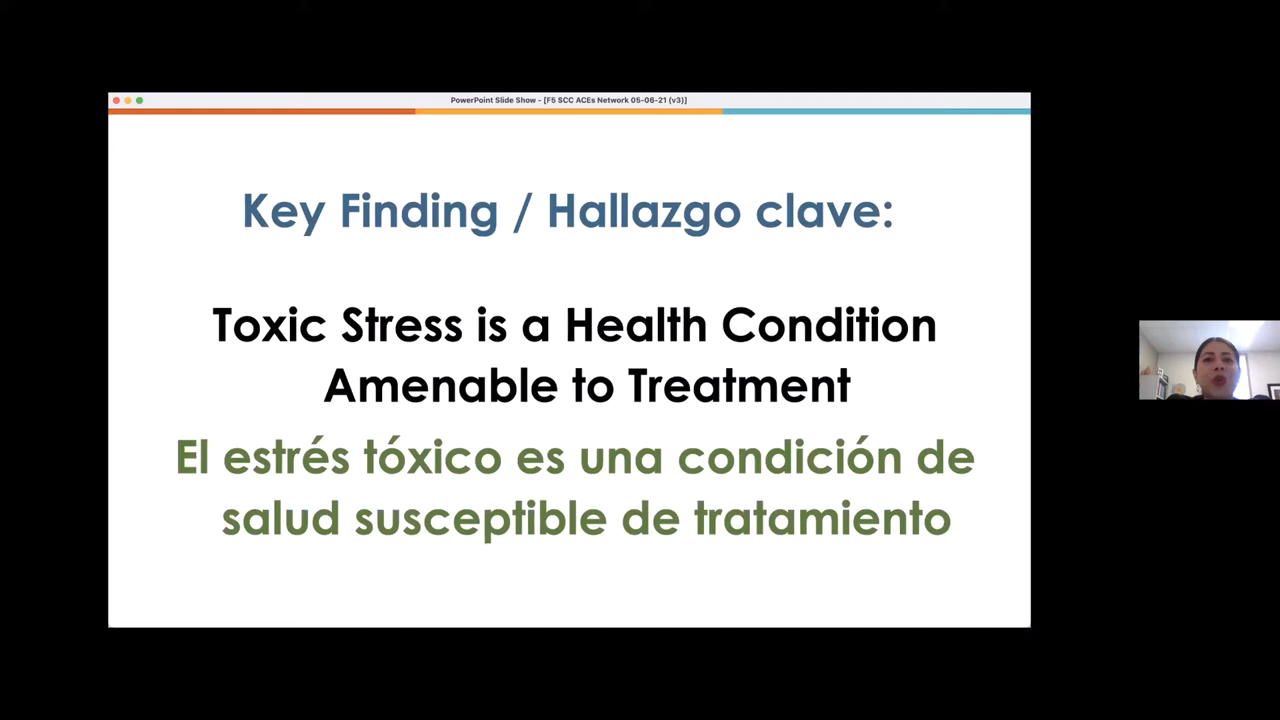 PowerPoint Slide Show - [F5 SCC ACEs Network 05-06-21 (v3)]
Key Finding / Hallazgo clave:
Toxic Stress is a Health Condition
Amenable to Treatment
El estrés tóxico es una condición de
salud susceptible de tratamiento